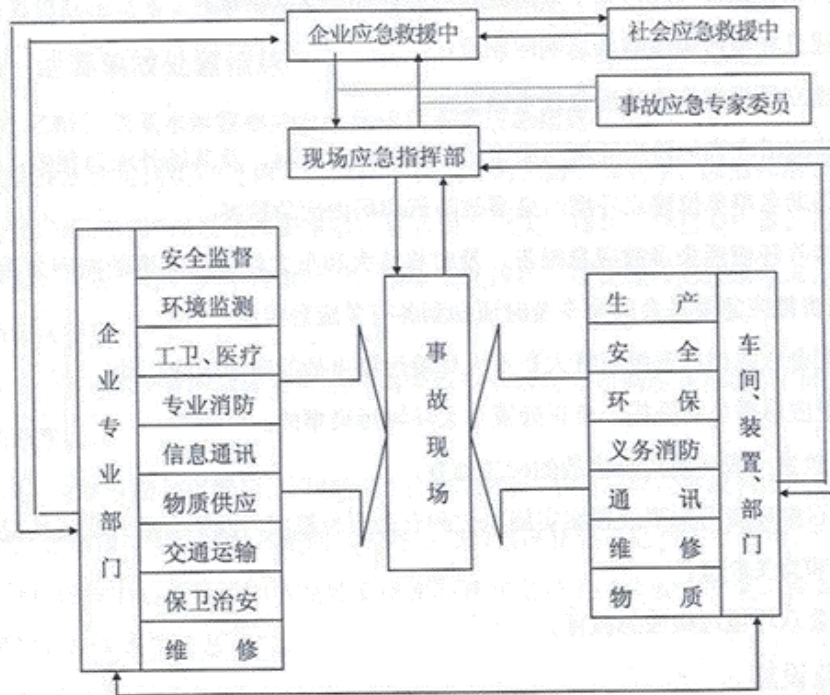 企业应急救援中
社会应急救援中
事故应急专家委员
现场应急指挥部
企业专业部门
安全监督
环境监测
工卫、医疗
专业消防
信息通讯
物质供应
交通运输
保卫治安
维 修
事故现场
生 产
安 全
环 保
义务消防
通 讯
维 修
物 质
车间、装置、部门